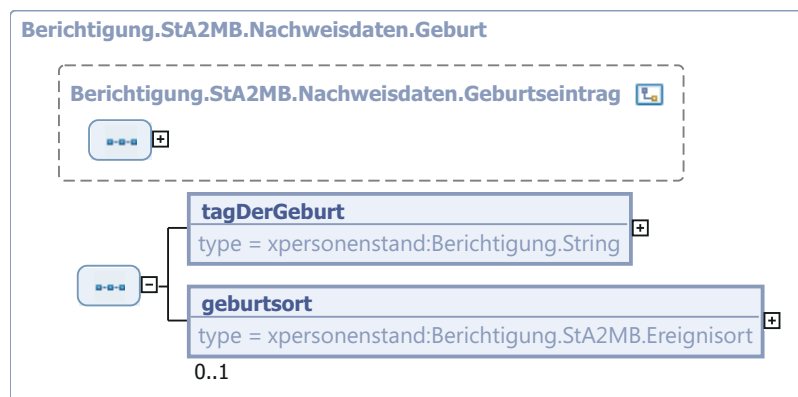 Berichtigung.StA2MB.Nachweisdaten.Geburt
Berichtigung.StA2MB.Nachweisdaten.Geburtseintrag
tagDerGeburt
type = xpersonenstand:Berichtigung.String
geburtsort
type = xpersonenstand:Berichtigung.StA2MB.Ereignisort
0..1